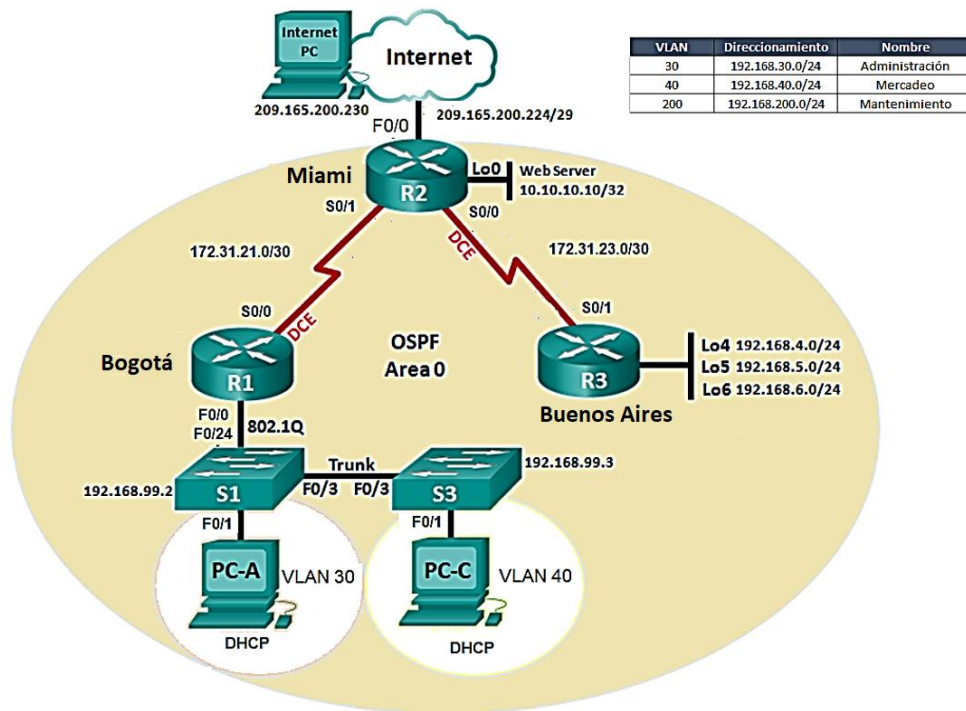 Internet
PC
Internet
209.165.200.230
F0/0
209.165.200.224/29
VLAN Direccionamiento Nombre
30 192.168.30.0/24 Administración
40 192.168.40.0/24 Mercadeo
200 192.168.200.0/24 Mantenimiento
Miami
R2
Lo0
Web Server
10.10.10.10/32
S0/1
S0/0
DCE
172.31.21.0/30
172.31.23.0/30
S0/0
DCE
S0/1
Bogotá
R1
OSPF
Area 0
R3
Buenos Aires
Lo4 192.168.4.0/24
Lo5 192.168.5.0/24
Lo6 192.168.6.0/24
F0/0
F0/24
802.1Q
Trunk
192.168.99.2
S1
F0/3
F0/3
S3
192.168.99.3
F0/1
F0/1
PC-A
VLAN 30
DHCP
PC-C
VLAN 40
DHCP